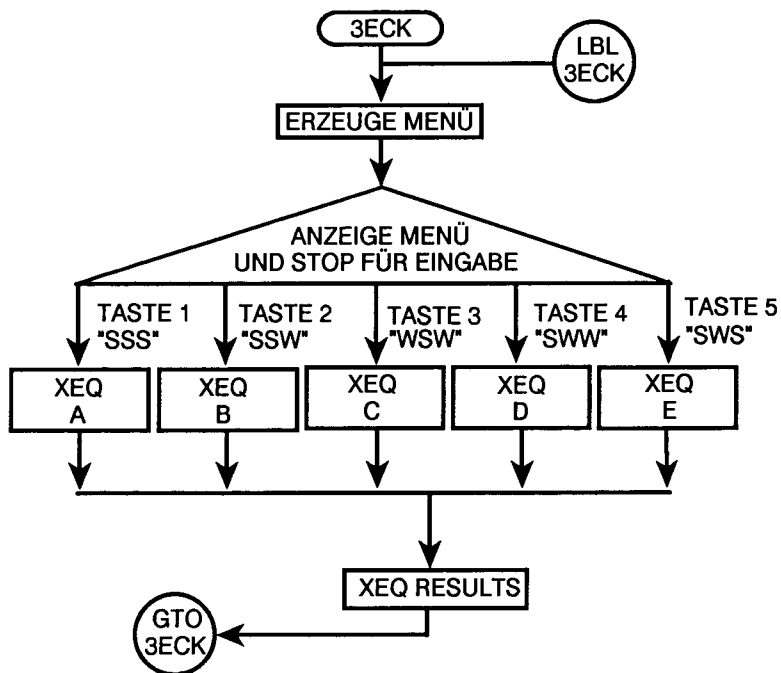 3ECK
LBL
3ECK
ERZEUGE MENÜ
ANZEIGE MENÜ
UND STOP FÜR EINGABE
TASTE 1
"SSS"
TASTE 2
"SSW"
TASTE 3
"WSW"
TASTE 4
"SWW"
TASTE 5
"SWS"
XEQ
A
XEQ
B
XEQ
C
XEQ
D
XEQ
E
XEQ RESULTS
GTO
3ECK